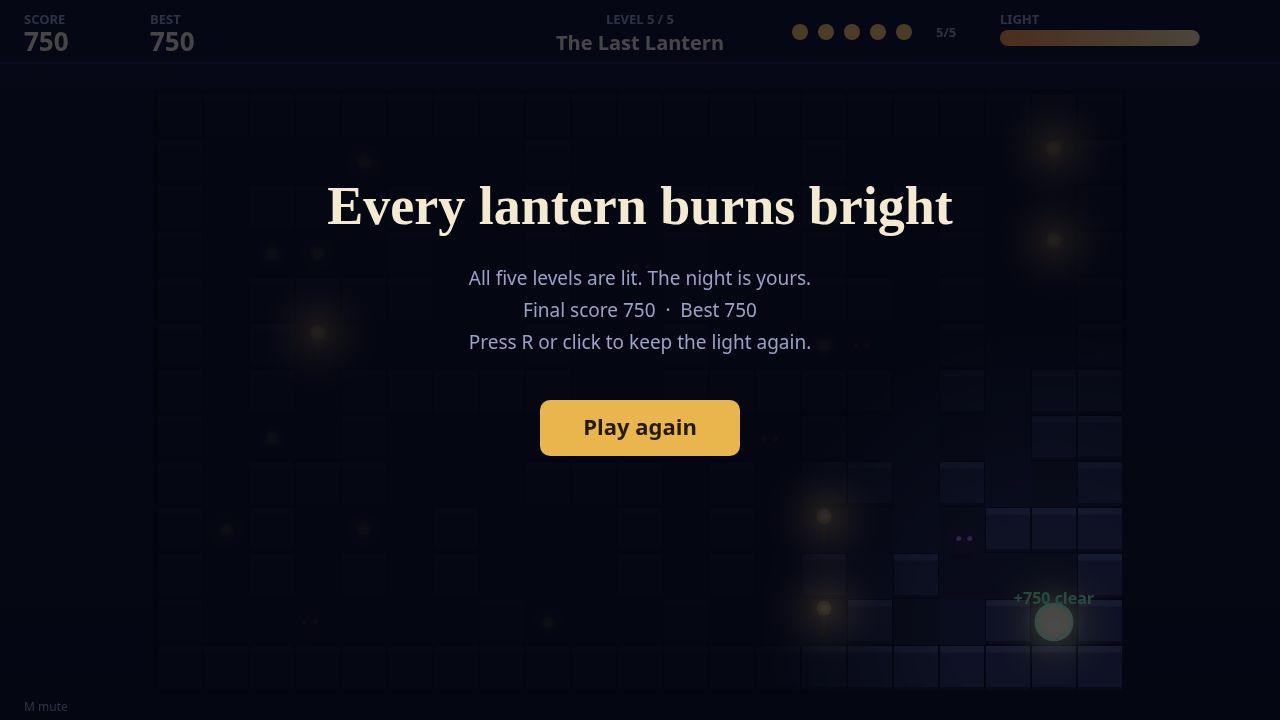 SCORE
750
BEST
750
LEVEL 5 / 5
The Last Lantern
5/5
LIGHT
Every lantern burns bright
All five levels are lit. The night is yours.
Final score 750 · Best 750
Press R or click to keep the light again.
Play again
+750 clear
M mute